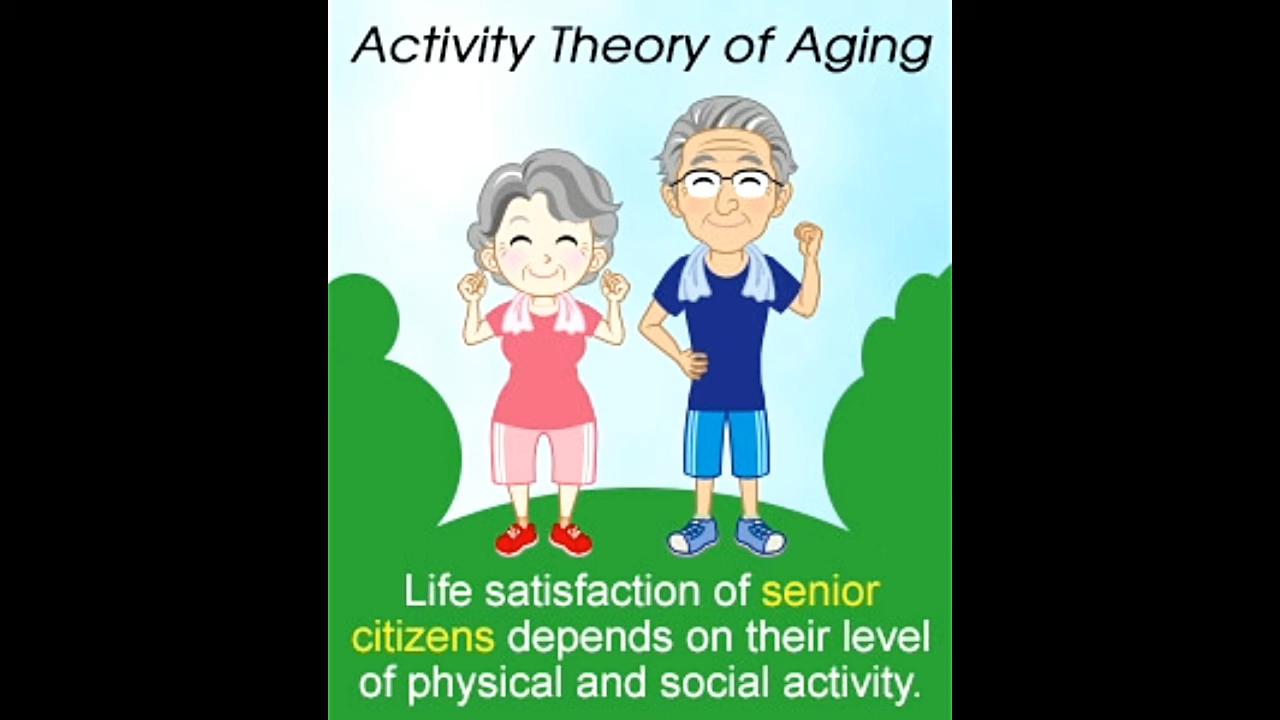 Activity Theory of Aging
Life satisfaction of senior
citizens depends on their level
of physical and social activity.